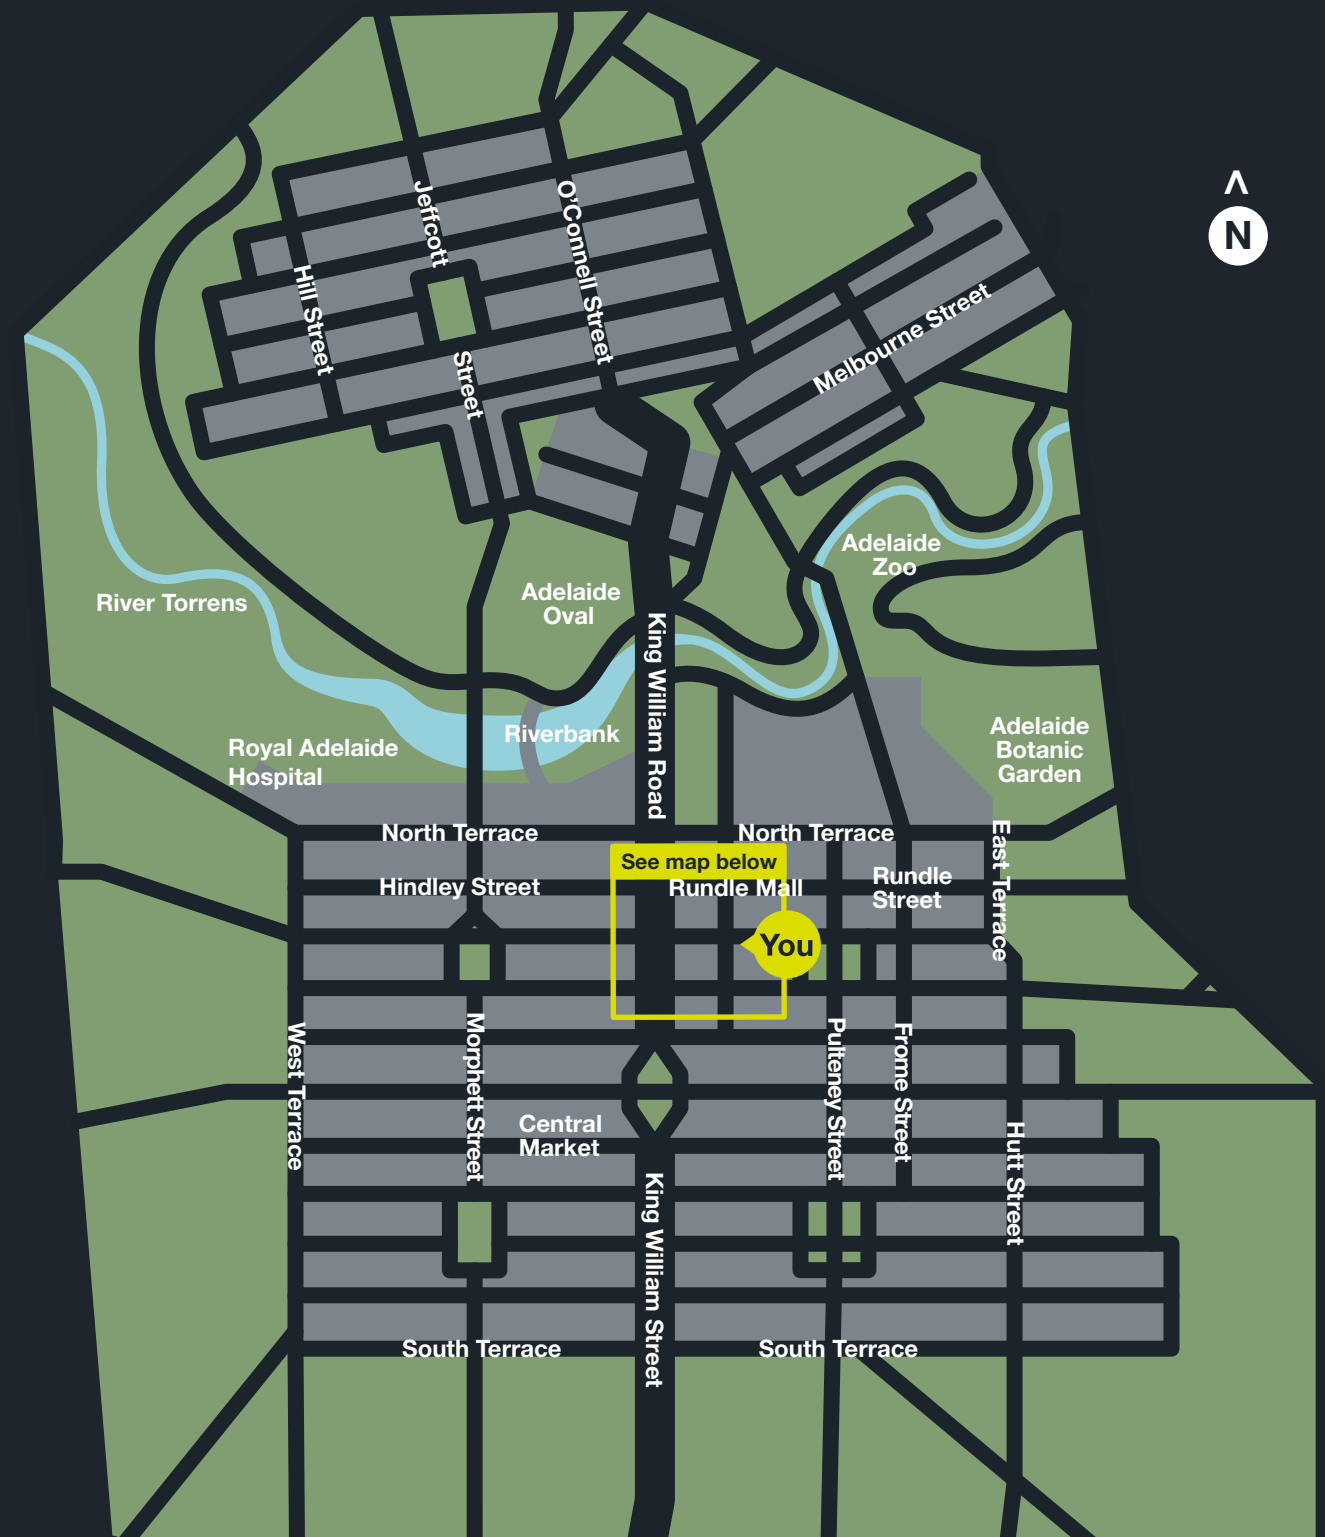 N
Jeffcott
Street
O'Connell Street
Hill Street
Melbourne Street
Adelaide
Zoo
Adelaide
Oval
River Torrens
King William Road
Riverbank
Royal Adelaide
Hospital
Adelaide
Botanic
Garden
North Terrace
North Terrace
East Terrace
See map below
Hindley Street
Rundle Mall
Rundle
Street
You
West Terrace
Morphett Street
Pulteney Street
Frome Street
Central
Market
Hutt Street
King William Street
South Terrace
South Terrace